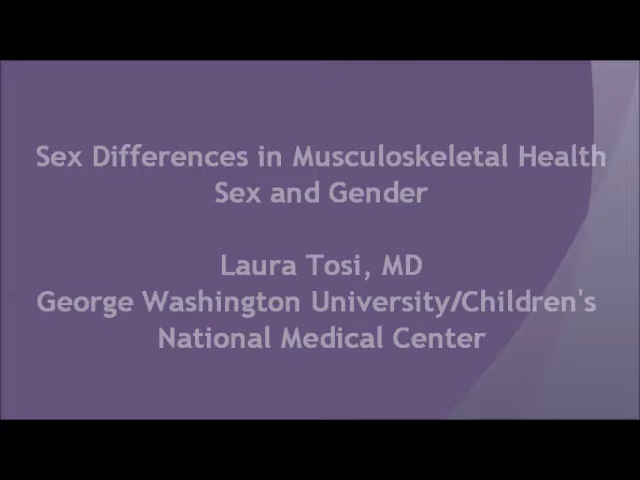 Sex Differences in Musculoskeletal Health
Sex and Gender
Laura Tosi, MD
George Washington University/Children's
National Medical Center